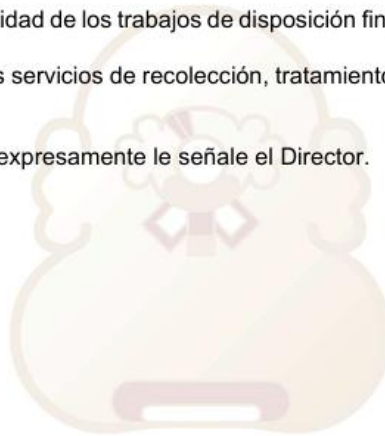 idad de los trabajos de disposición fin
s servicios de recolección, tratamiento
expresamente le señale el Director.